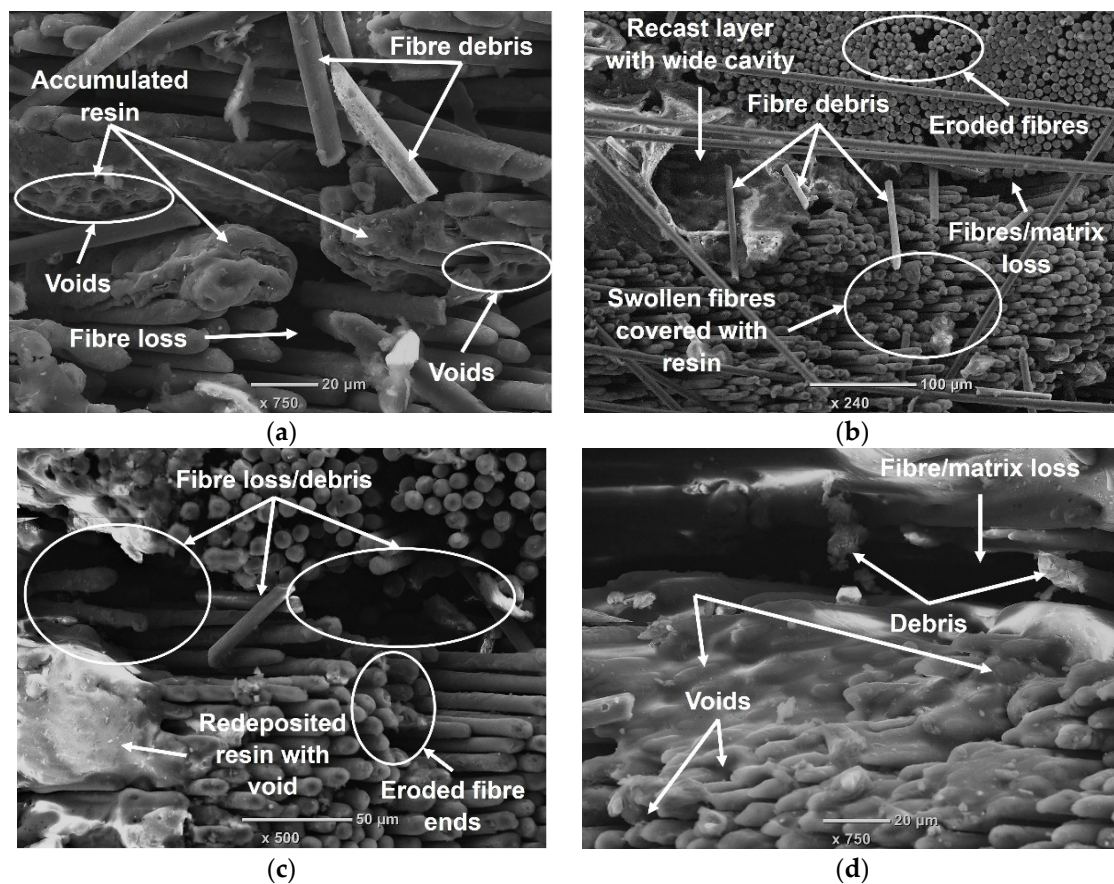 Fibre debris
Accumulated
resin
Voids
Fibre loss
Voids
20 µm
x 750
(a)
Recast layer
with wide cavity
Fibre debris
Eroded fibres
Fibres/matrix
loss
Swollen fibres
covered with
resin
100 µm
x 240
(b)
Fibre loss/debris
Redeposited
resin with
void
Eroded fibre
ends
50 µm
x 500
(c)
Fibre/matrix loss
Debris
Voids
20 µm
x 750
(d)